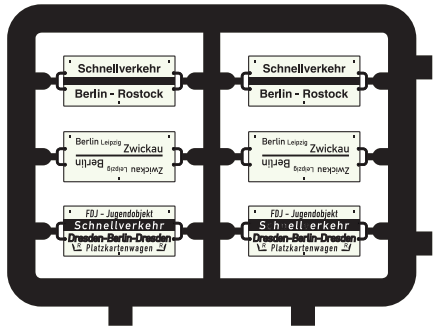 Schnellverkehr
Berlin - Rostock
Schnellverkehr
Berlin - Rostock
Berlin Leipzig Zwickau
Berlin Leipzig Zwickau
Berlin Leipzig Zwickau
Berlin Leipzig Zwickau
FDJ - Jugendobjekt
Schnellverkehr
Dresden-Berlin-Dresden
Platzkartenwagen
FDJ - Jugendobjekt
Schnellverkehr
Dresden-Berlin-Dresden
Platzkartenwagen